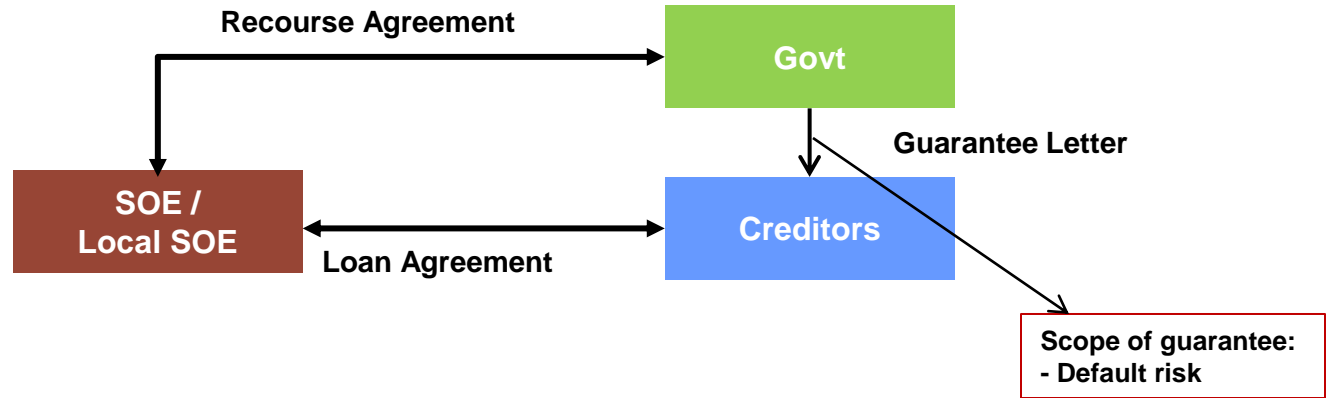 Recourse Agreement
Govt
Guarantee Letter
SOE /
Local SOE
Creditors
Loan Agreement
Scope of guarantee:
- Default risk